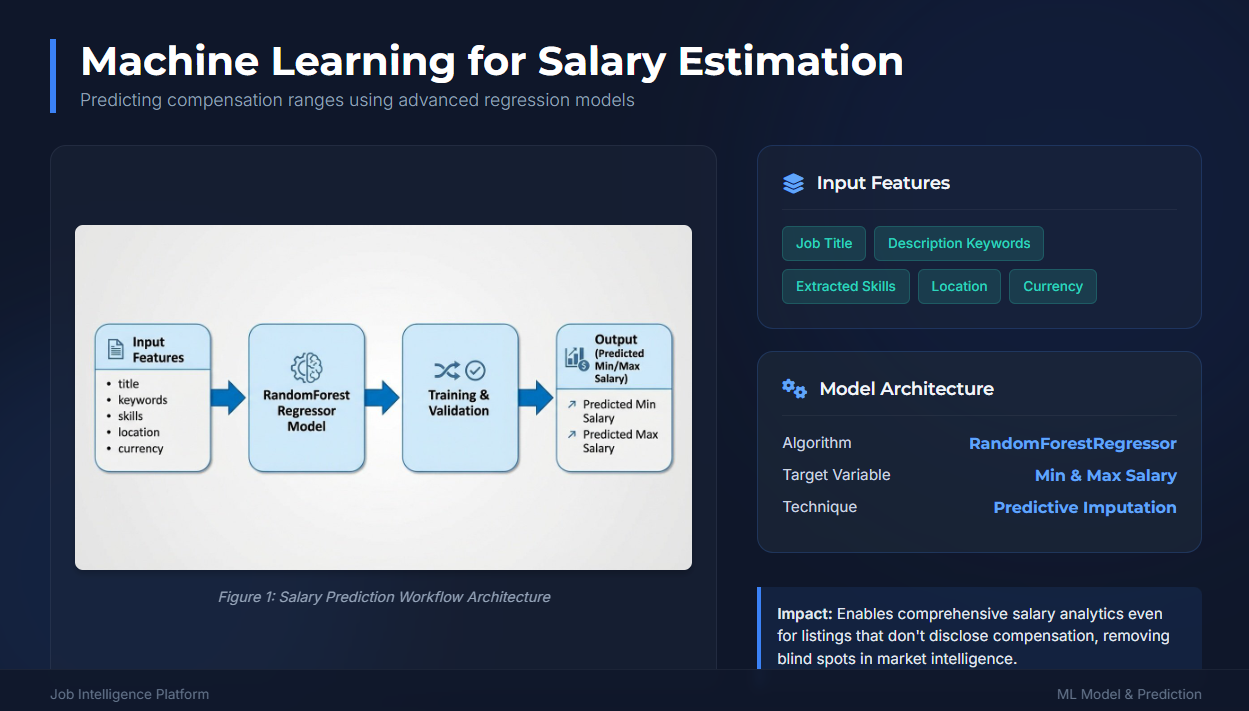 Machine Learning for Salary Estimation
Predicting compensation ranges using advanced regression models
Input
Features
• title
• keywords
• skills
• location
• currency
RandomForest
Regressor
Model
Training &
Validation
Output
(Predicted
Min/Max
Salary)
Predicted Min
Salary
Predicted Max
Salary
Figure 1: Salary Prediction Workflow Architecture
Input Features
Job Title Description Keywords
Extracted Skills Location Currency
Model Architecture
Algorithm RandomForestRegressor
Target Variable Min & Max Salary
Technique Predictive Imputation
Impact: Enables comprehensive salary analytics even
for listings that don't disclose compensation, removing
blind spots in market intelligence.
Job Intelligence Platform ML Model & Prediction